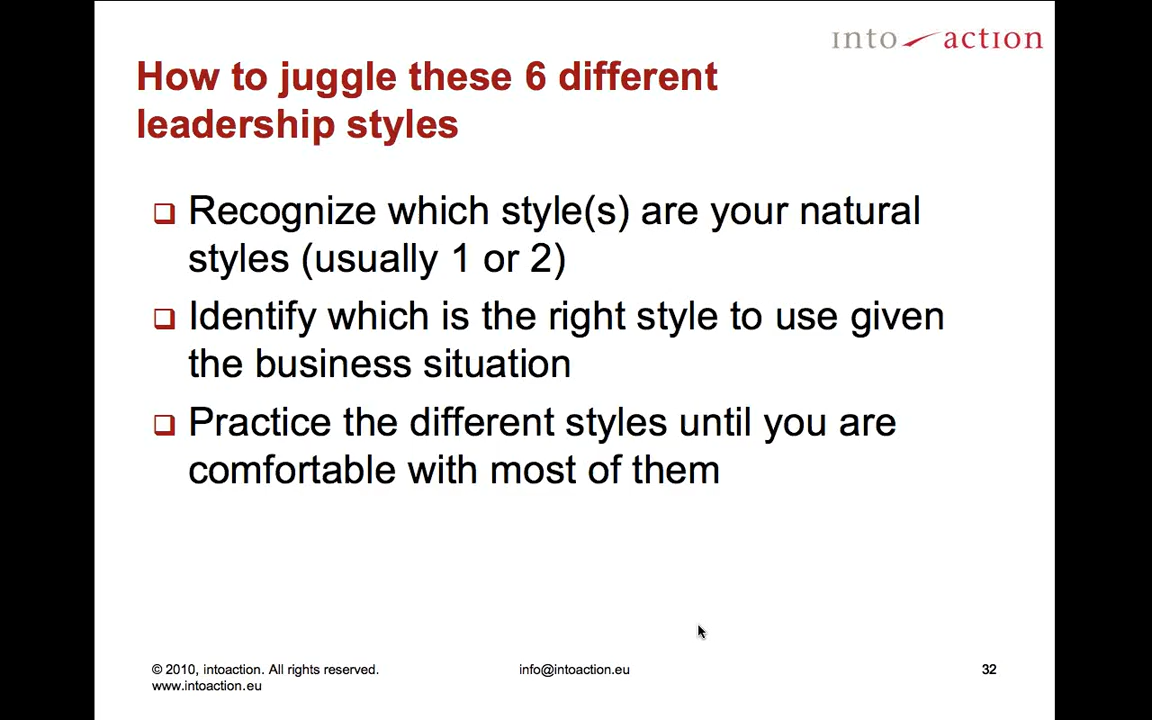 into action
How to juggle these 6 different
leadership styles
❑ Recognize which style(s) are your natural
styles (usually 1 or 2)
❑ Identify which is the right style to use given
the business situation
❑ Practice the different styles until you are
comfortable with most of them
© 2010, intoaction. All rights reserved. info@intoaction.eu 32
www.intoaction.eu